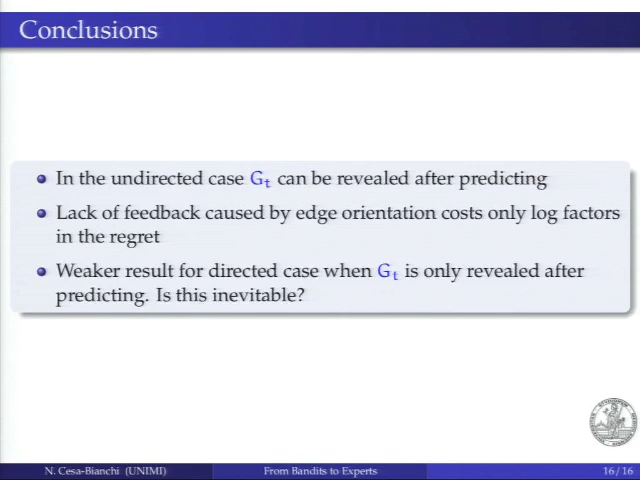 Conclusions
In the undirected case Gt can be revealed after predicting
Lack of feedback caused by edge orientation costs only log factors
in the regret
Weaker result for directed case when Gt is only revealed after
predicting. Is this inevitable?
N. Cesa-Bianchi (UNIMI)
From Bandits to Experts
16 / 16